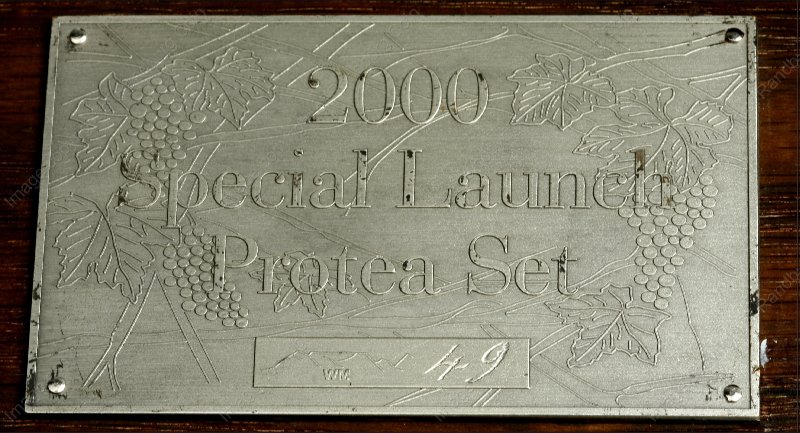 2000
Special Launch
Protea Set
WM 49